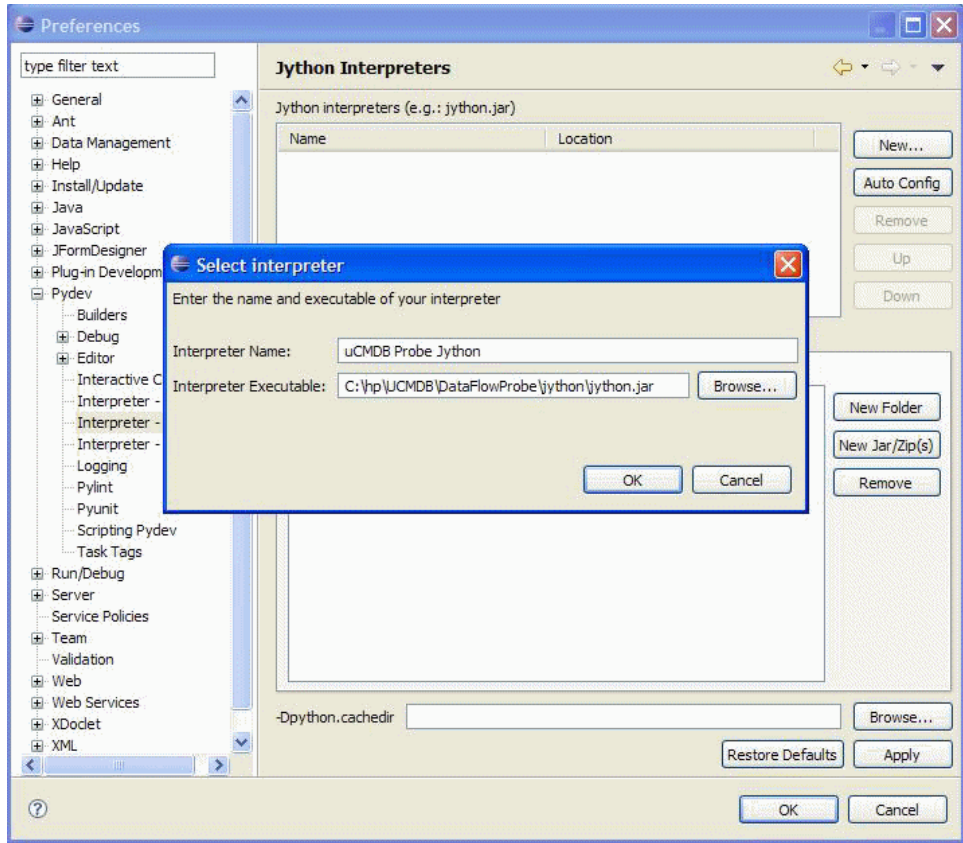 Preferences
type filter text
General
Ant
Data Management
Help
Install/Update
Java
JavaScript
JFormDesigner
Plug-in Developm
Pydev
Builders
Debug
Editor
Interactive C
Interpreter -
Interpreter -
Interpreter -
Logging
Pylint
Pyunit
Scripting Pydev
Task Tags
Run/Debug
Server
Service Policies
Team
Validation
Web
Web Services
XDoclet
XML
Jython Interpreters
Jython interpreters (e.g.: jython.jar)
Name Location
New...
Auto Config
Remove
Up
Down
Select interpreter
Enter the name and executable of your interpreter
Interpreter Name: uCMDB Probe Jython
Interpreter Executable: C:\hp\UCMDB\DataFlowProbe\jython\jython.jar Browse...
OK Cancel
New Folder
New Jar/Zip(s)
Remove
-Dpython.cachedir Browse...
Restore Defaults Apply
? OK Cancel